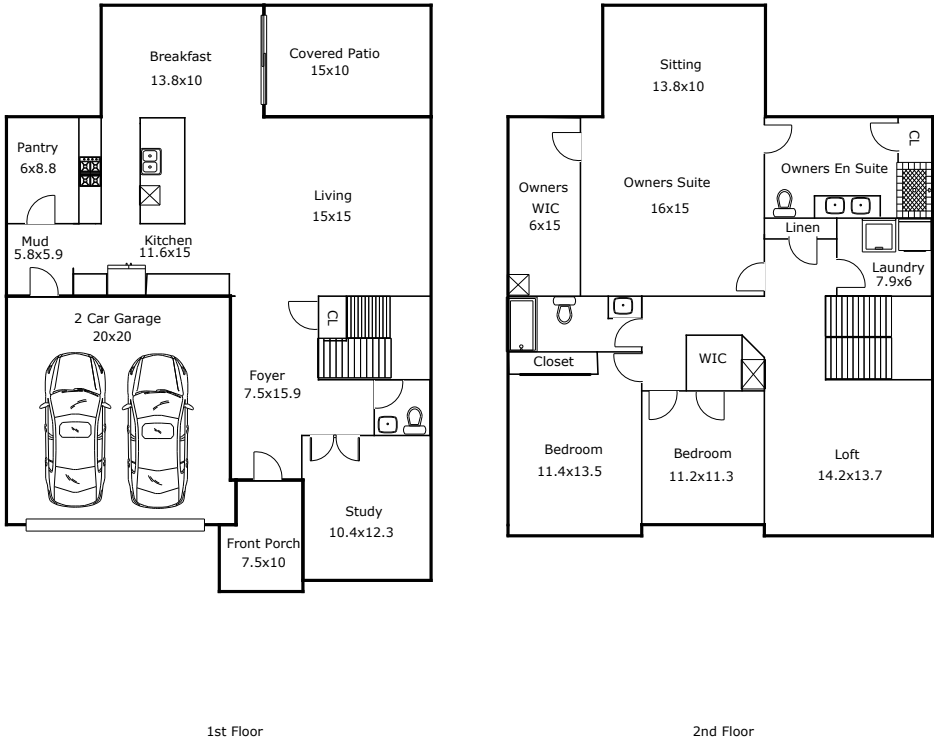 Breakfast
13.8x10
Covered Patio
15x10
Pantry
6x8.8
Living
15x15
Mud
5.8x5.9
Kitchen
11.6x15
2 Car Garage
20x20
CL
Foyer
7.5x15.9
Study
10.4x12.3
Front Porch
7.5x10
1st Floor
Sitting
13.8x10
CL
Owners En Suite
Owners
WIC
6x15
Owners Suite
16x15
Linen
Laundry
7.9x6
Closet
WIC
Bedroom
11.4x13.5
Bedroom
11.2x11.3
Loft
14.2x13.7
2nd Floor